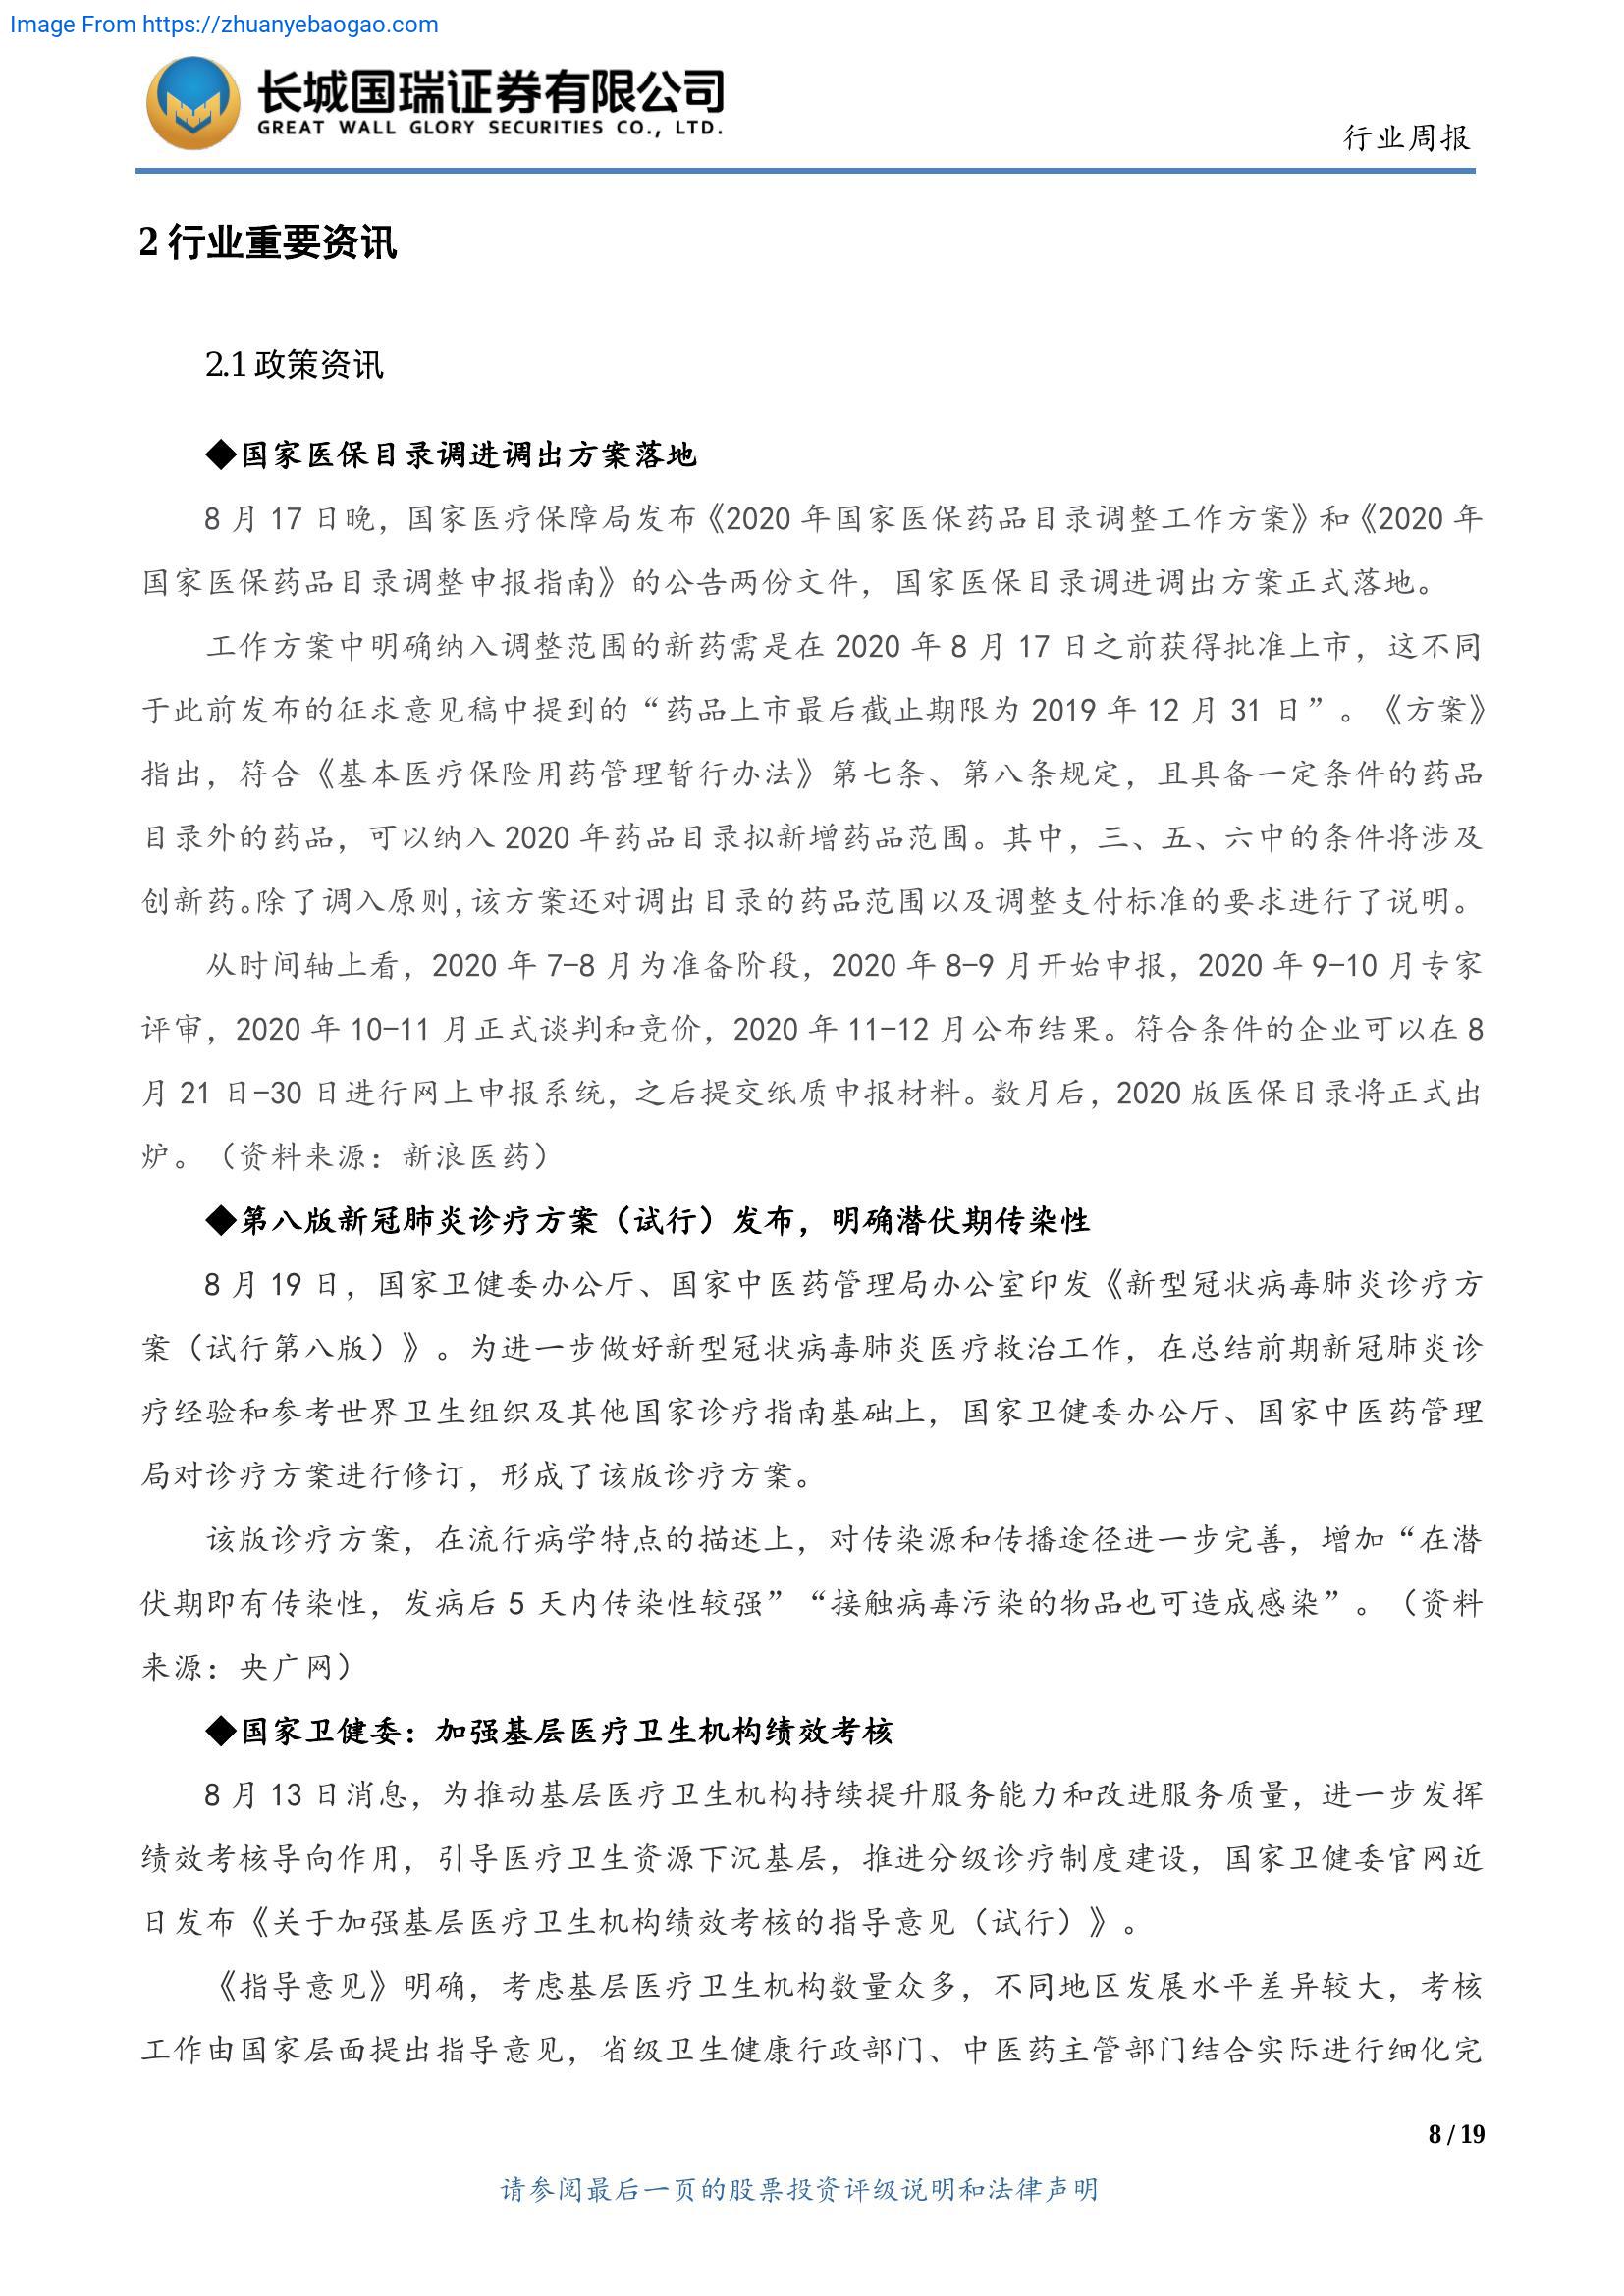 Image From https://zhuanyebaogao.com
长城国瑞证券有限公司
GREAT WALL GLORY SECURITIES CO., LTD.
行业周报
2 行业重要资讯
2.1 政策资讯
◆国家医保目录调进调出方案落地
8 月 17 日晚，国家医疗保障局发布《2020 年国家医保药品目录调整工作方案》和《2020 年
国家医保药品目录调整申报指南》的公告两份文件，国家医保目录调进调出方案正式落地。
工作方案中明确纳入调整范围的新药需是在 2020 年 8 月 17 日之前获得批准上市，这不同
于此前发布的征求意见稿中提到的“药品上市最后截止期限为 2019 年 12 月 31 日”。《方案》
指出，符合《基本医疗保险用药管理暂行办法》第七条、第八条规定，且具备一定条件的药品
目录外的药品，可以纳入 2020 年药品目录拟新增药品范围。其中，三、五、六中的条件将涉及
创新药。除了调入原则，该方案还对调出目录的药品范围以及调整支付标准的要求进行了说明。
从时间轴上看，2020 年 7-8 月为准备阶段，2020 年 8-9 月开始申报，2020 年 9-10 月专家
评审，2020 年 10-11 月正式谈判和竞价，2020 年 11-12 月公布结果。符合条件的企业可以在 8
月 21 日-30 日进行网上申报系统，之后提交纸质申报材料。数月后，2020 版医保目录将正式出
炉。（资料来源：新浪医药）
◆第八版新冠肺炎诊疗方案（试行）发布，明确潜伏期传染性
8 月 19 日，国家卫健委办公厅、国家中医药管理局办公室印发《新型冠状病毒肺炎诊疗方
案（试行第八版）》。为进一步做好新型冠状病毒肺炎医疗救治工作，在总结前期新冠肺炎诊
疗经验和参考世界卫生组织及其他国家诊疗指南基础上，国家卫健委办公厅、国家中医药管理
局对诊疗方案进行修订，形成了该版诊疗方案。
该版诊疗方案，在流行病学特点的描述上，对传染源和传播途径进一步完善，增加“在潜
伏期即有传染性，发病后 5 天内传染性较强”“接触病毒污染的物品也可造成感染”。（资料
来源：央广网）
◆国家卫健委：加强基层医疗卫生机构绩效考核
8 月 13 日消息，为推动基层医疗卫生机构持续提升服务能力和改进服务质量，进一步发挥
绩效考核导向作用，引导医疗卫生资源下沉基层，推进分级诊疗制度建设，国家卫健委官网近
日发布《关于加强基层医疗卫生机构绩效考核的指导意见（试行）》。
《指导意见》明确，考虑基层医疗卫生机构数量众多，不同地区发展水平差异较大，考核
工作由国家层面提出指导意见，省级卫生健康行政部门、中医药主管部门结合实际进行细化完
8 / 19
请参阅最后一页的股票投资评级说明和法律声明